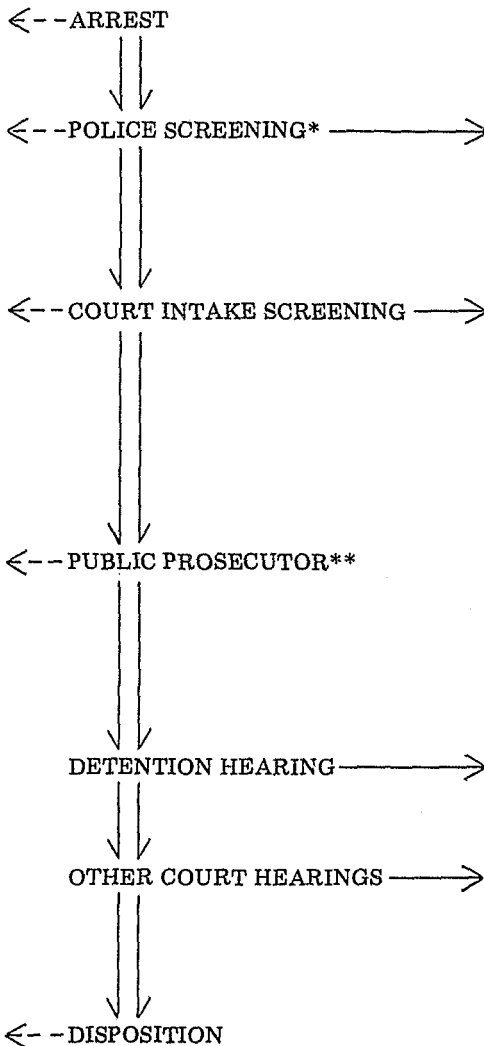 ARREST
POLICE SCREENING*
COURT INTAKE SCREENING
PUBLIC PROSECUTOR**
DETENTION HEARING
OTHER COURT HEARINGS
DISPOSITION